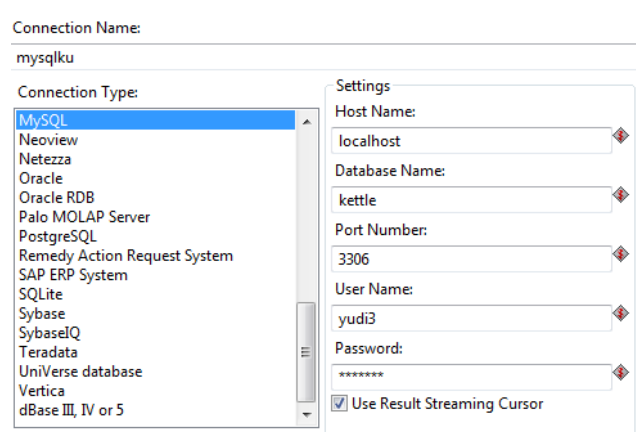 Connection Name:
mysqlku
Connection Type:
MySQL
Neoview
Netezza
Oracle
Oracle RDB
Palo MOLAP Server
PostgreSQL
Remedy Action Request System
SAP ERP System
SQLite
Sybase
SybaseIQ
Teradata
UniVerse database
Vertica
dBase III, IV or 5
Settings
Host Name:
localhost
Database Name:
kettle
Port Number:
3306
User Name:
yudi3
Password:
*******
Use Result Streaming Cursor